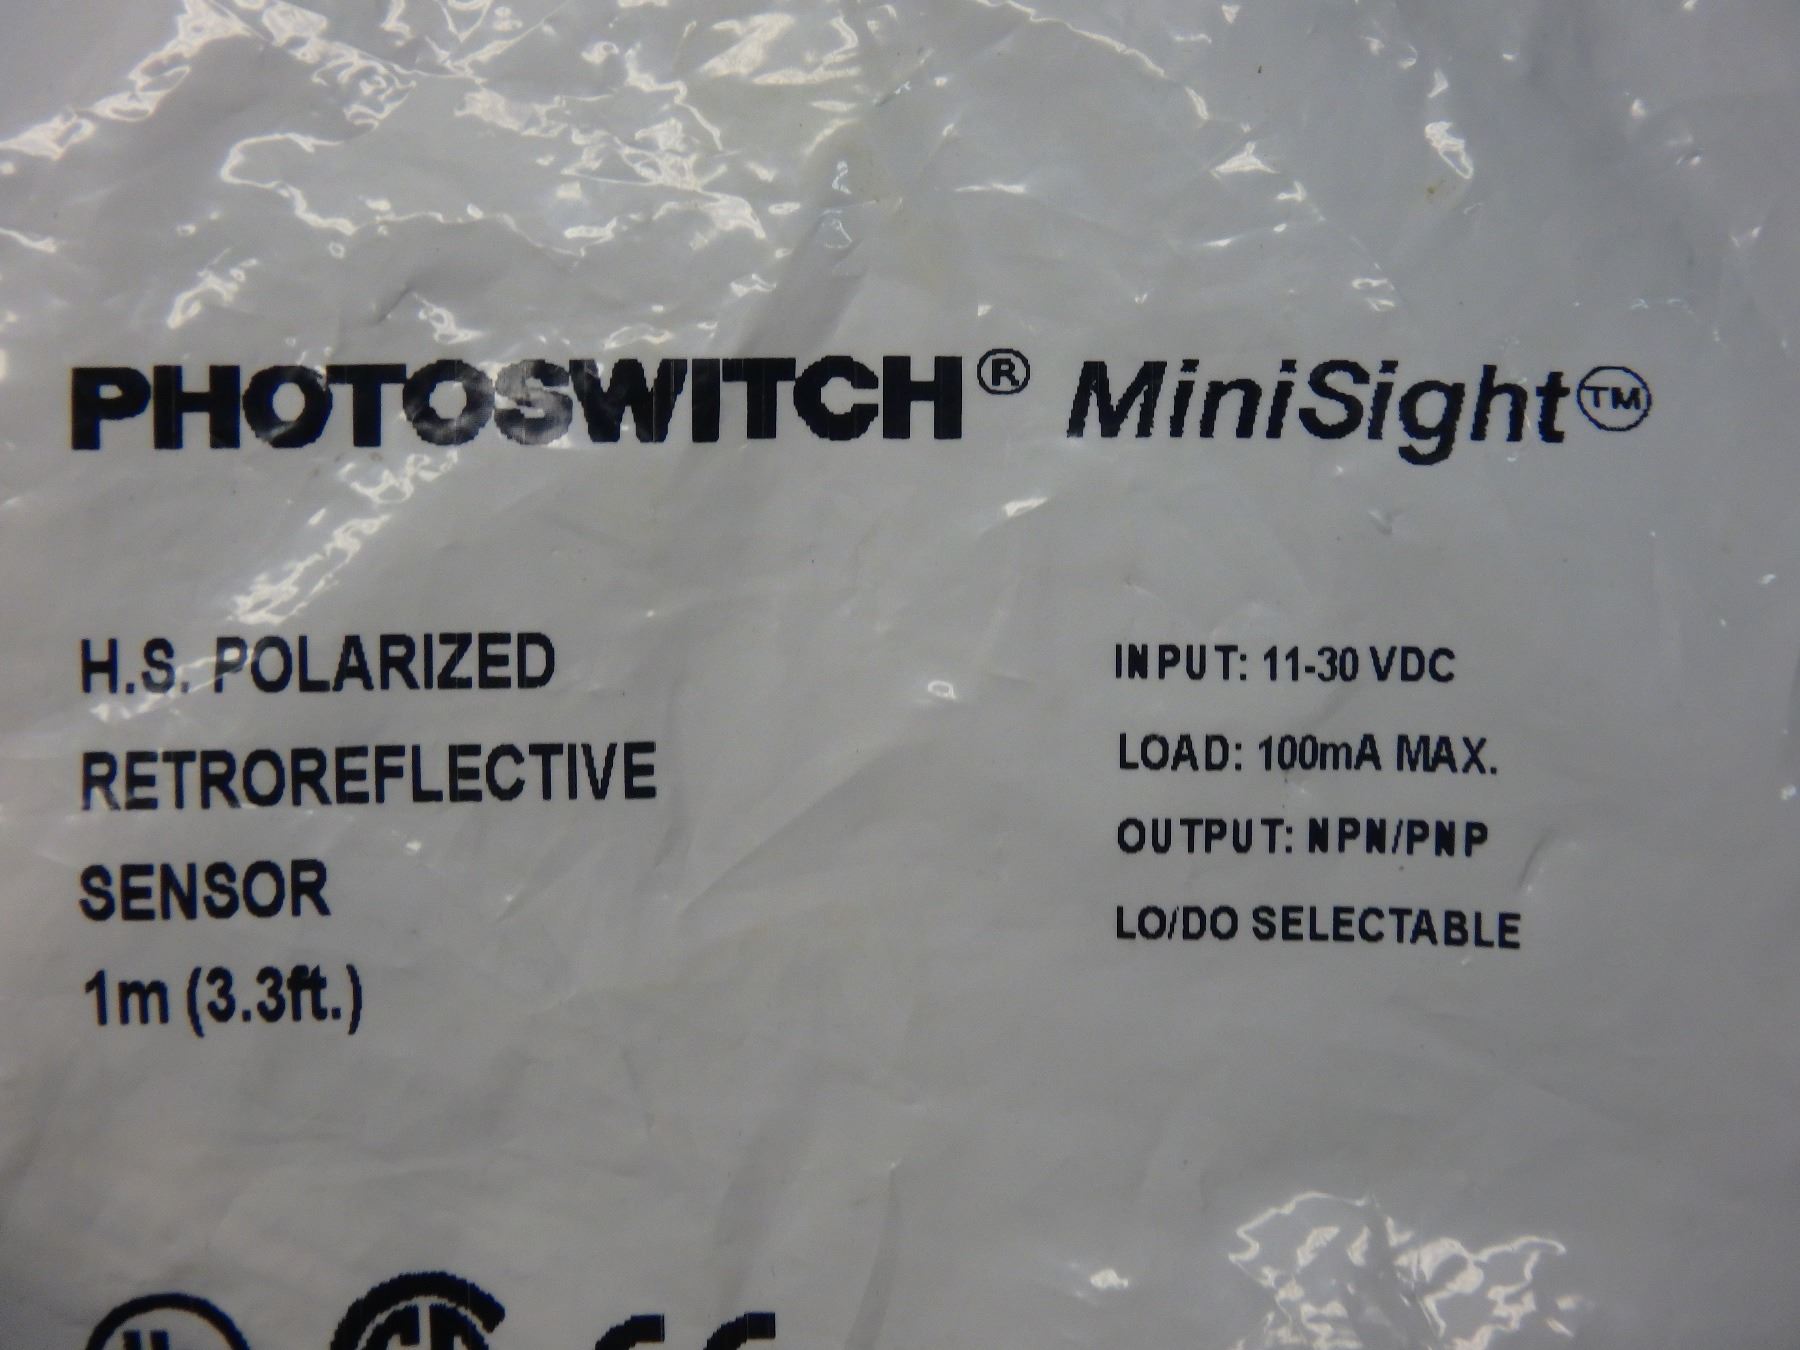 PHOTOSWITCH® MiniSight™
H.S. POLARIZED
RETROREFLECTIVE
SENSOR
1m (3.3ft.)
INPUT: 11-30 VDC
LOAD: 100mA MAX.
OUTPUT: NPN/PNP
LO/DO SELECTABLE